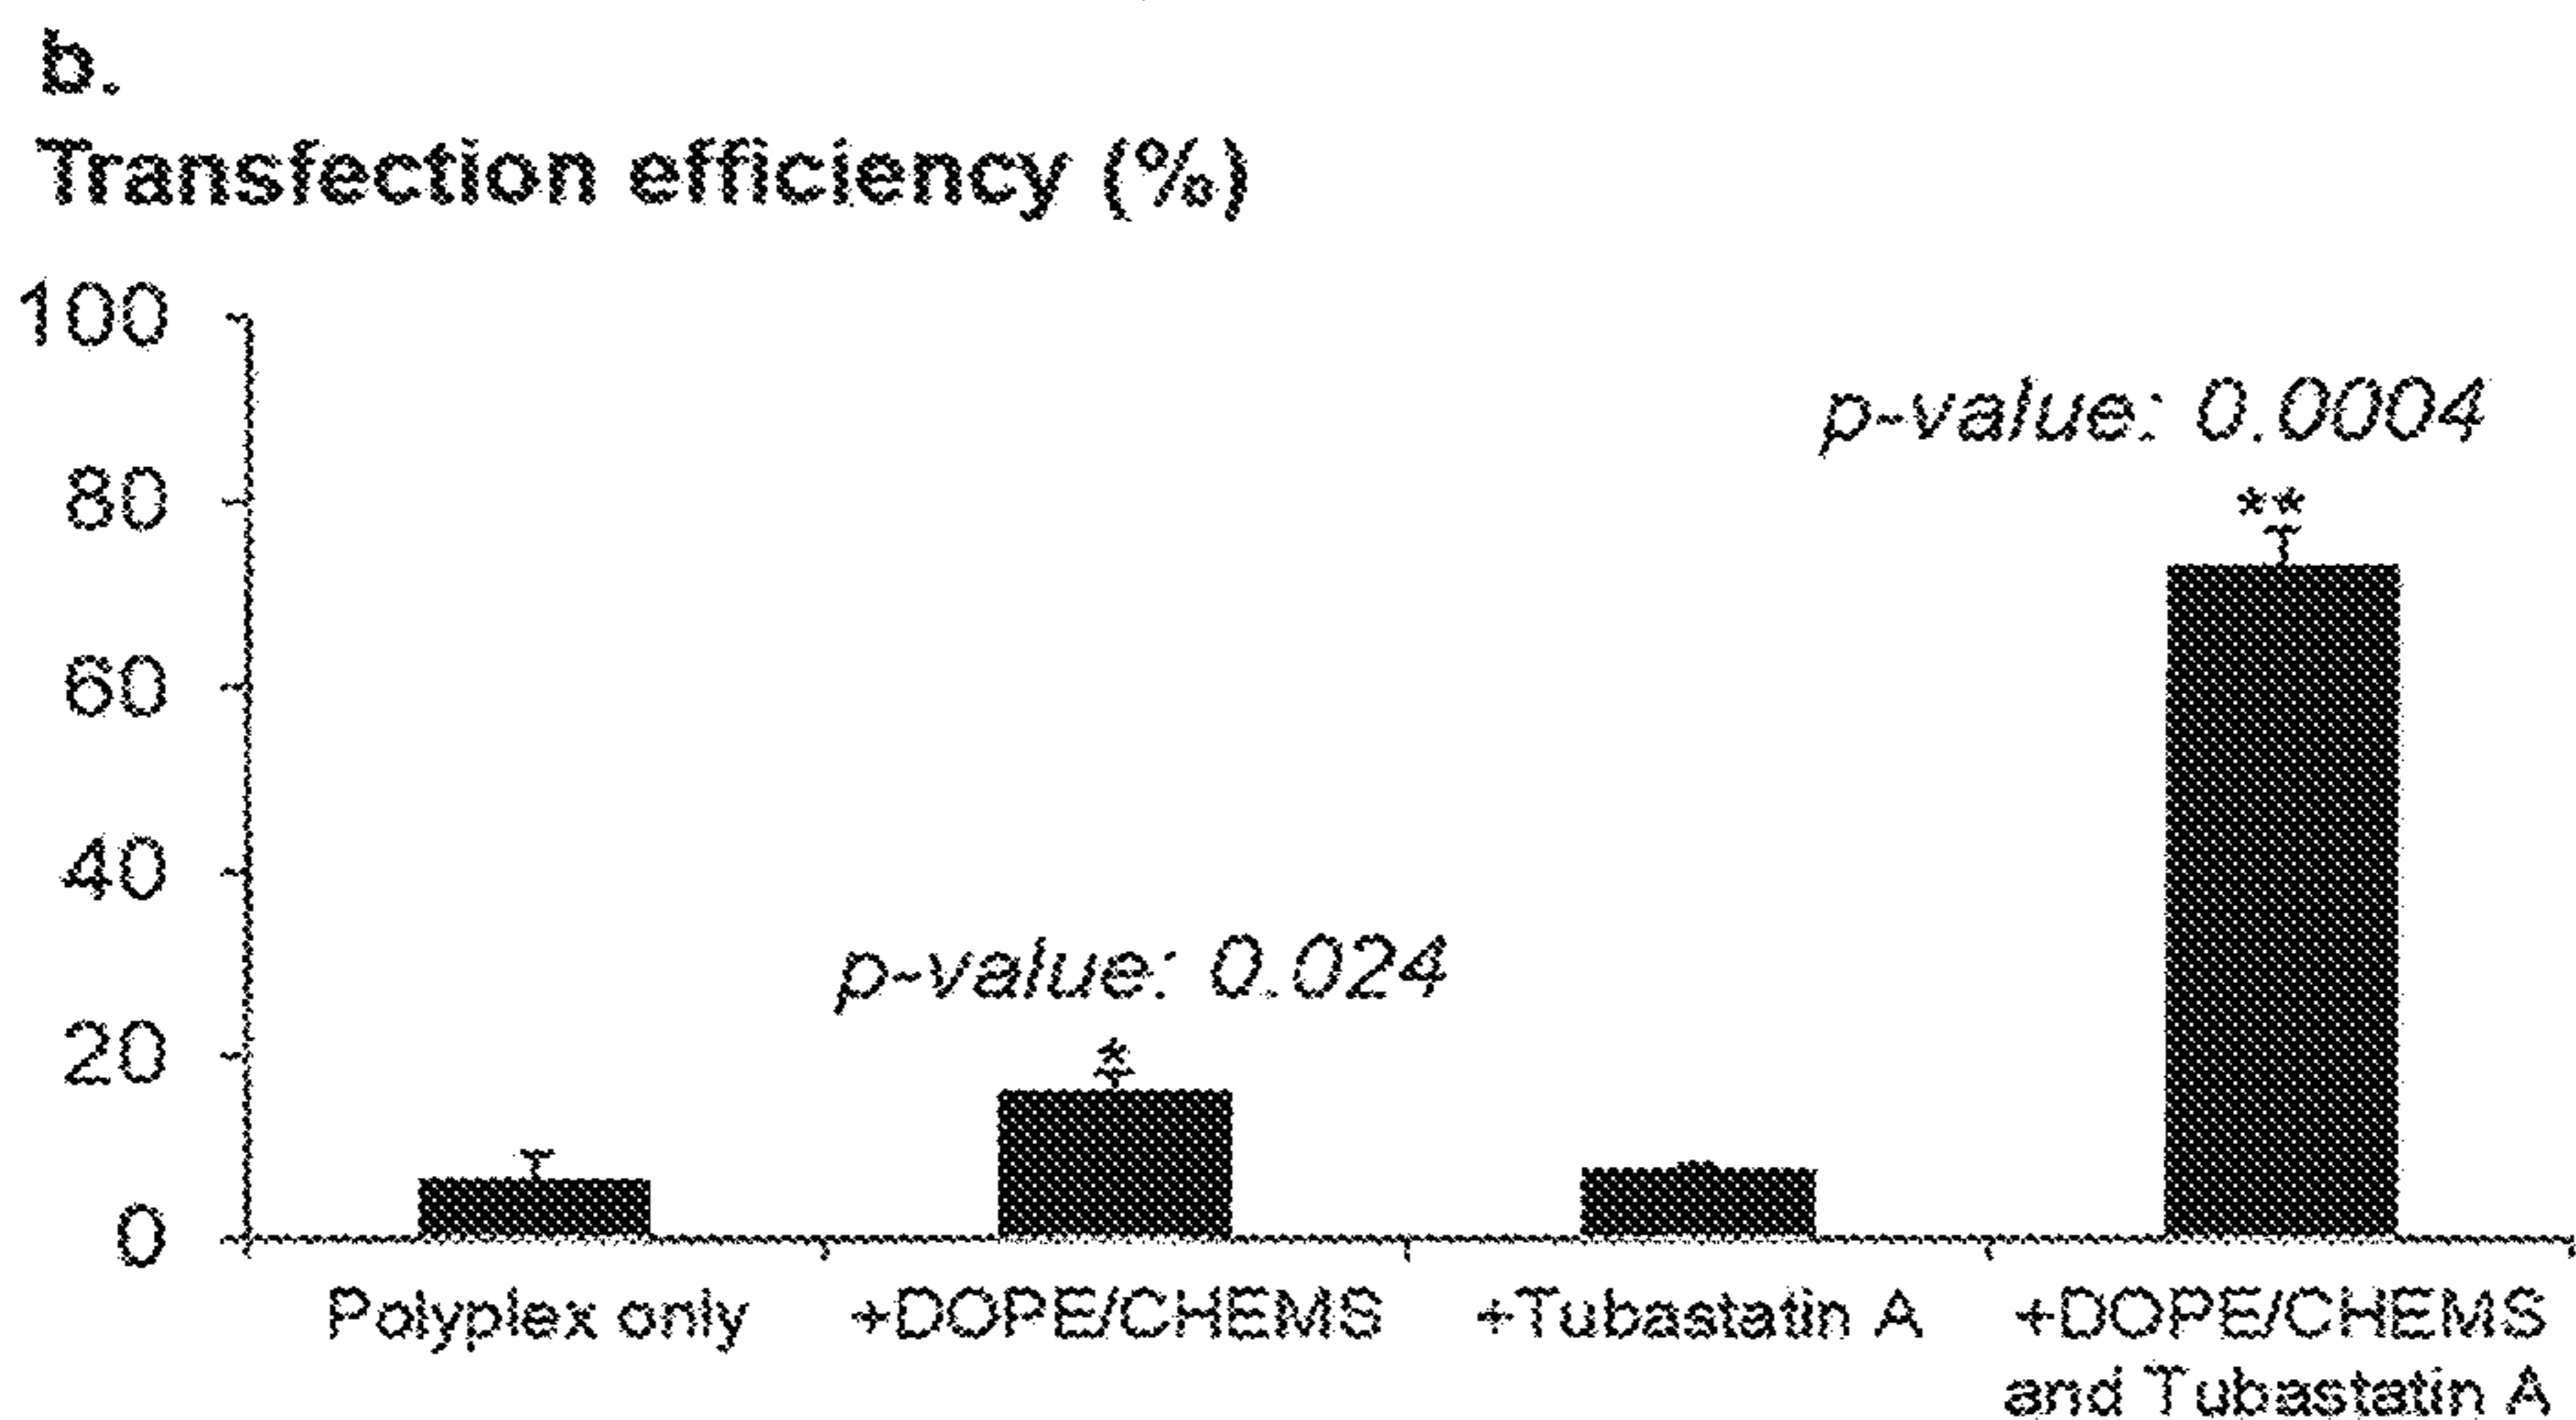 b.
Transfection efficiency (%)
100
80
60
40
20
0
p-value: 0.024
*
p-value: 0.0004
**
Polyplex only
+DOPE/CHEMS
+Tubastatin A
+DOPE/CHEMS
and Tubastatin A